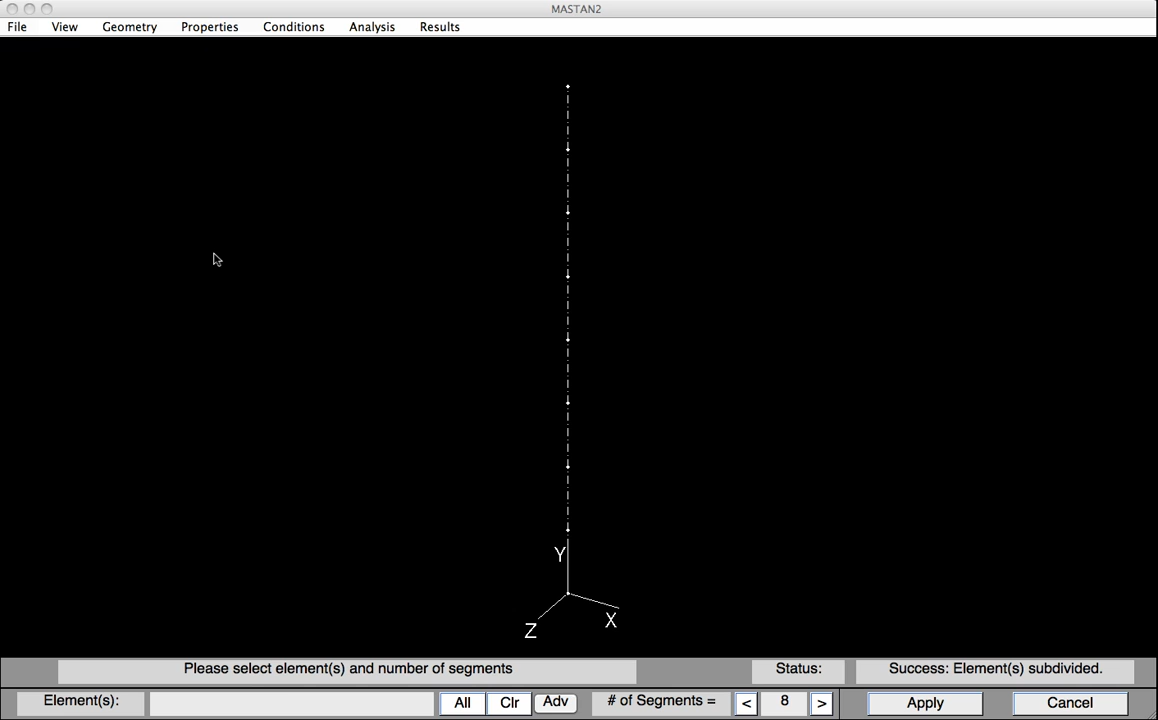 MASTAN2
File View Geometry Properties Conditions Analysis Results
Y
X
Z
Please select element(s) and number of segments Status: Success: Element(s) subdivided.
Element(s): All Clr Adv # of Segments = < 8 > Apply Cancel